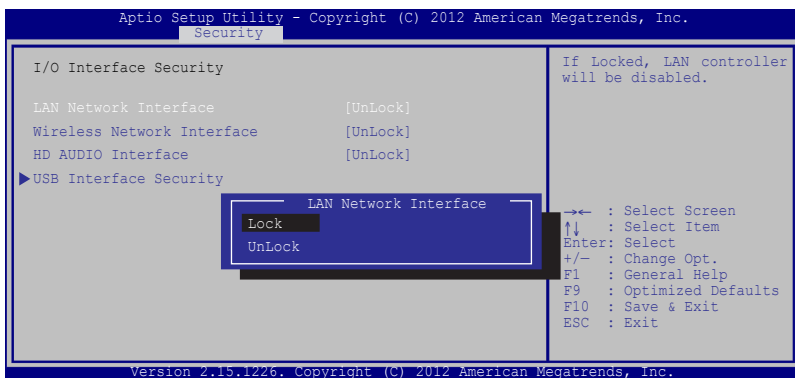 Aptio Setup Utility - Copyright (C) 2012 American Megatrends, Inc.
Security
I/O Interface Security
LAN Network Interface [UnLock]
Wireless Network Interface [UnLock]
HD AUDIO Interface [UnLock]
▶USB Interface Security
LAN Network Interface
Lock
UnLock
If Locked, LAN controller
will be disabled.
→← : Select Screen
↑↓ : Select Item
Enter: Select
+/— : Change Opt.
F1 : General Help
F9 : Optimized Defaults
F10 : Save & Exit
ESC : Exit
Version 2.15.1226. Copyright (C) 2012 American Megatrends, Inc.